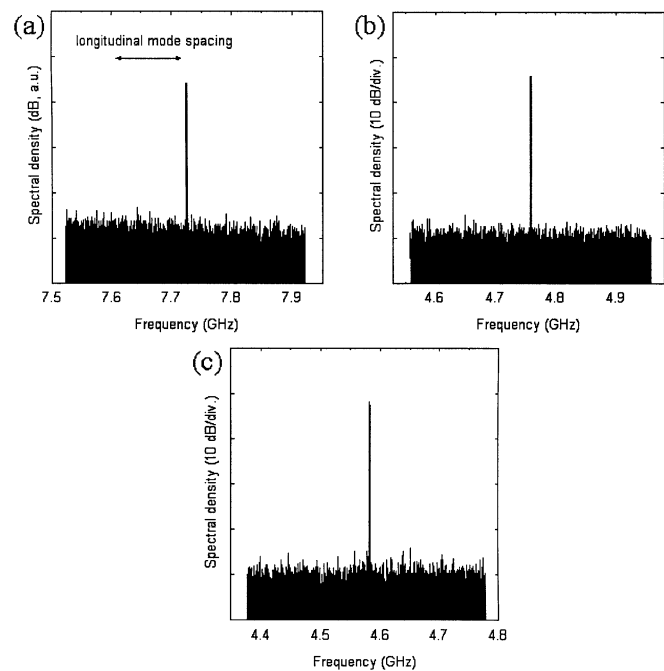 (a)
longitudinal mode spacing
Spectral density (dB, a.u.)
7.5 7.6 7.7 7.8 7.9
Frequency (GHz)
(b)
Spectral density (10 dB/div.)
4.6 4.7 4.8 4.9
Frequency (GHz)
(c)
Spectral density (10 dB/div.)
4.4 4.5 4.6 4.7 4.8
Frequency (GHz)